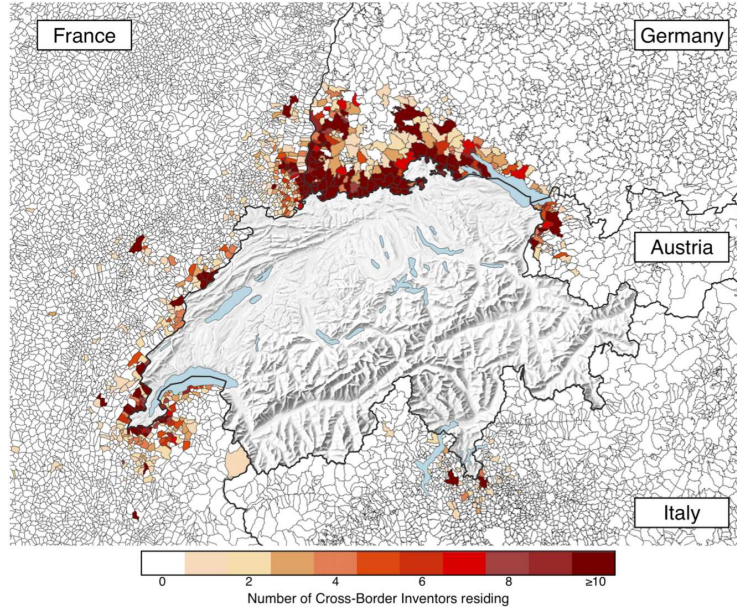 France
Germany
Austria
Italy
0 2 4 6 8 ≥10
Number of Cross-Border Inventors residing